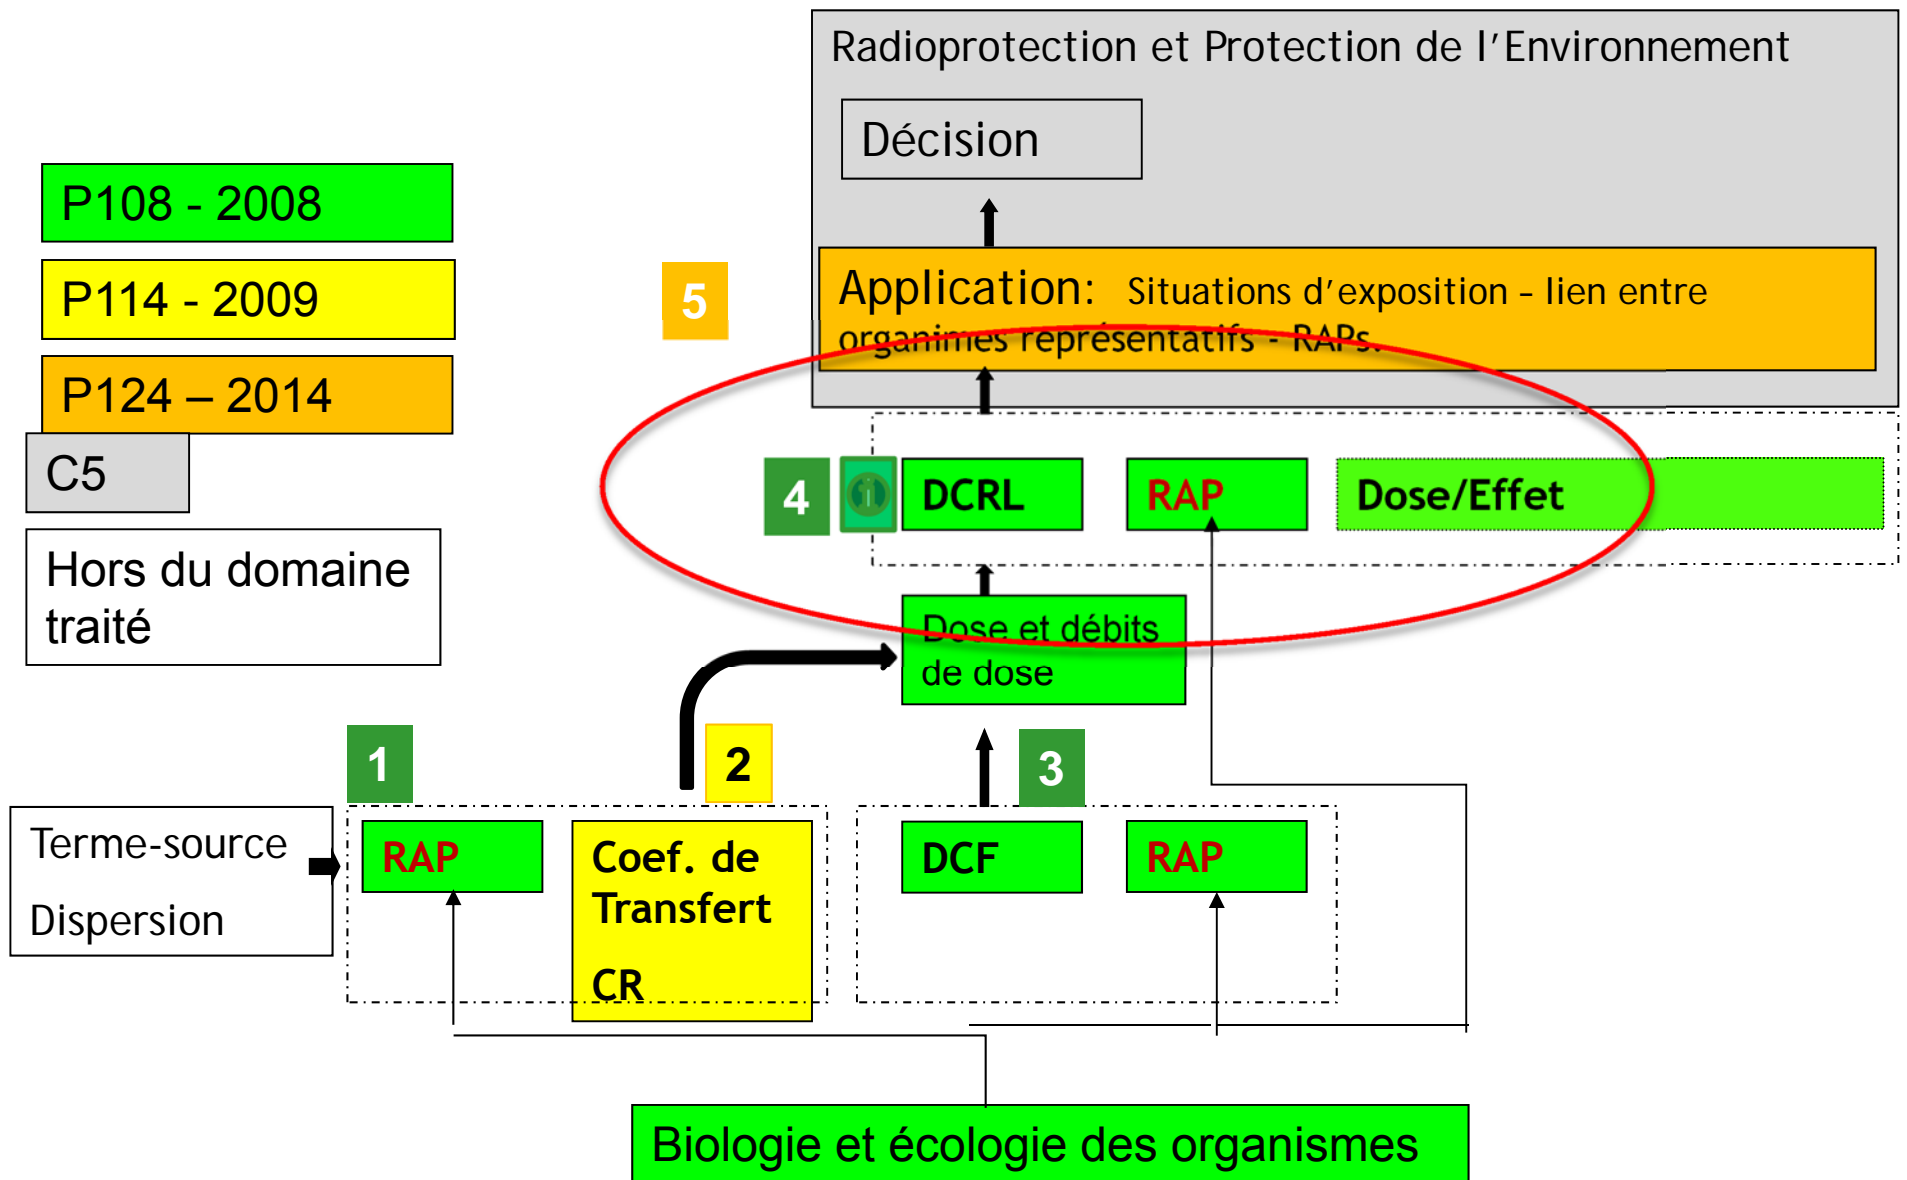 Radioprotection et Protection de l'Environnement
Décision
P108 - 2008
P114 - 2009
P124 – 2014
C5
Hors du domaine
traité
5
Application: Situations d'exposition – lien entre
organimes représentatifs - RAPs.
4
i
DCRL
RAP
Dose/Effet
Dose et débits
de dose
1
2
3
Terme-source
Dispersion
RAP
Coef. de
Transfert
CR
DCF
RAP
Biologie et écologie des organismes